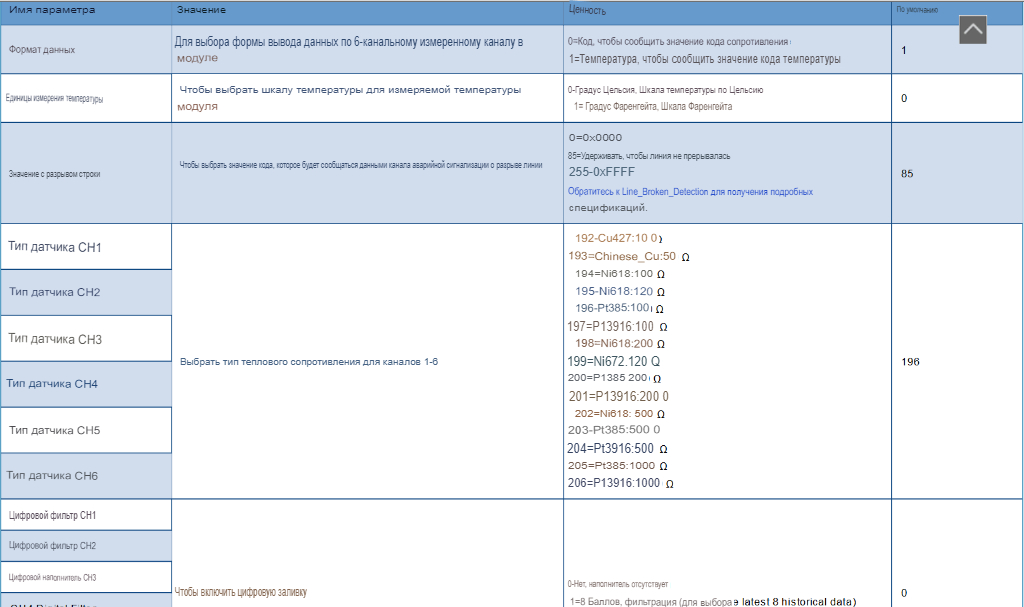 Имя параметра Значение Ценность По умолчанию
Формат данных
Для выбора формы вывода данных по 6-канальному измеренному каналу в
модуле
0=Код, чтобы сообщить значение кода сопротивления
1=Температура, чтобы сообщить значение кода температуры
1
Единицы измерения температуры
Чтобы выбрать шкалу температуры для измеряемой температуры
модуля
0-Градус Цельсия, Шкала температуры по Цельсию
1= Градус Фаренгейта, Шкала Фаренгейта
0
Значение с разрывом строки
Чтобы выбрать значение кода, которое будет сообщаться данными канала аварийной сигнализации о разрыве линии
0=0x0000
85=Удерживать, чтобы линия не прерывалась
255-0xFFFF
Обратитесь к Line_Broken_Detection для получения подробных
спецификаций.
85
Тип датчика CH1
Тип датчика CH2
Тип датчика CH3
Тип датчика CH4
Тип датчика CH5
Тип датчика CH6
Выбрать тип теплового сопротивления для каналов 1-6
192-Cu427:10 0)
193=Chinese_Cu:50 Ω
194=Ni618:100 Ω
195-Ni618:120 Ω
196-Pt385:100 Ω
197=P13916:100 Ω
198=Ni618:200 Ω
199=Ni672.120 Q
200=P1385 200 Ω
201=P13916:200 0
202=Ni618: 500 Ω
203-Pt385:500 0
204=Pt3916:500 Ω
205=Pt385:1000 Ω
206=P13916:1000 Ω
196
Цифровой фильтр CH1
Цифровой фильтр CH2
Цифровой наполнитель CH3
Чтобы включить цифровую заливку
0-Нет, наполнитель отсутствует
1=8 Баллов, фильтрация (для выбора e latest 8 historical data)
0